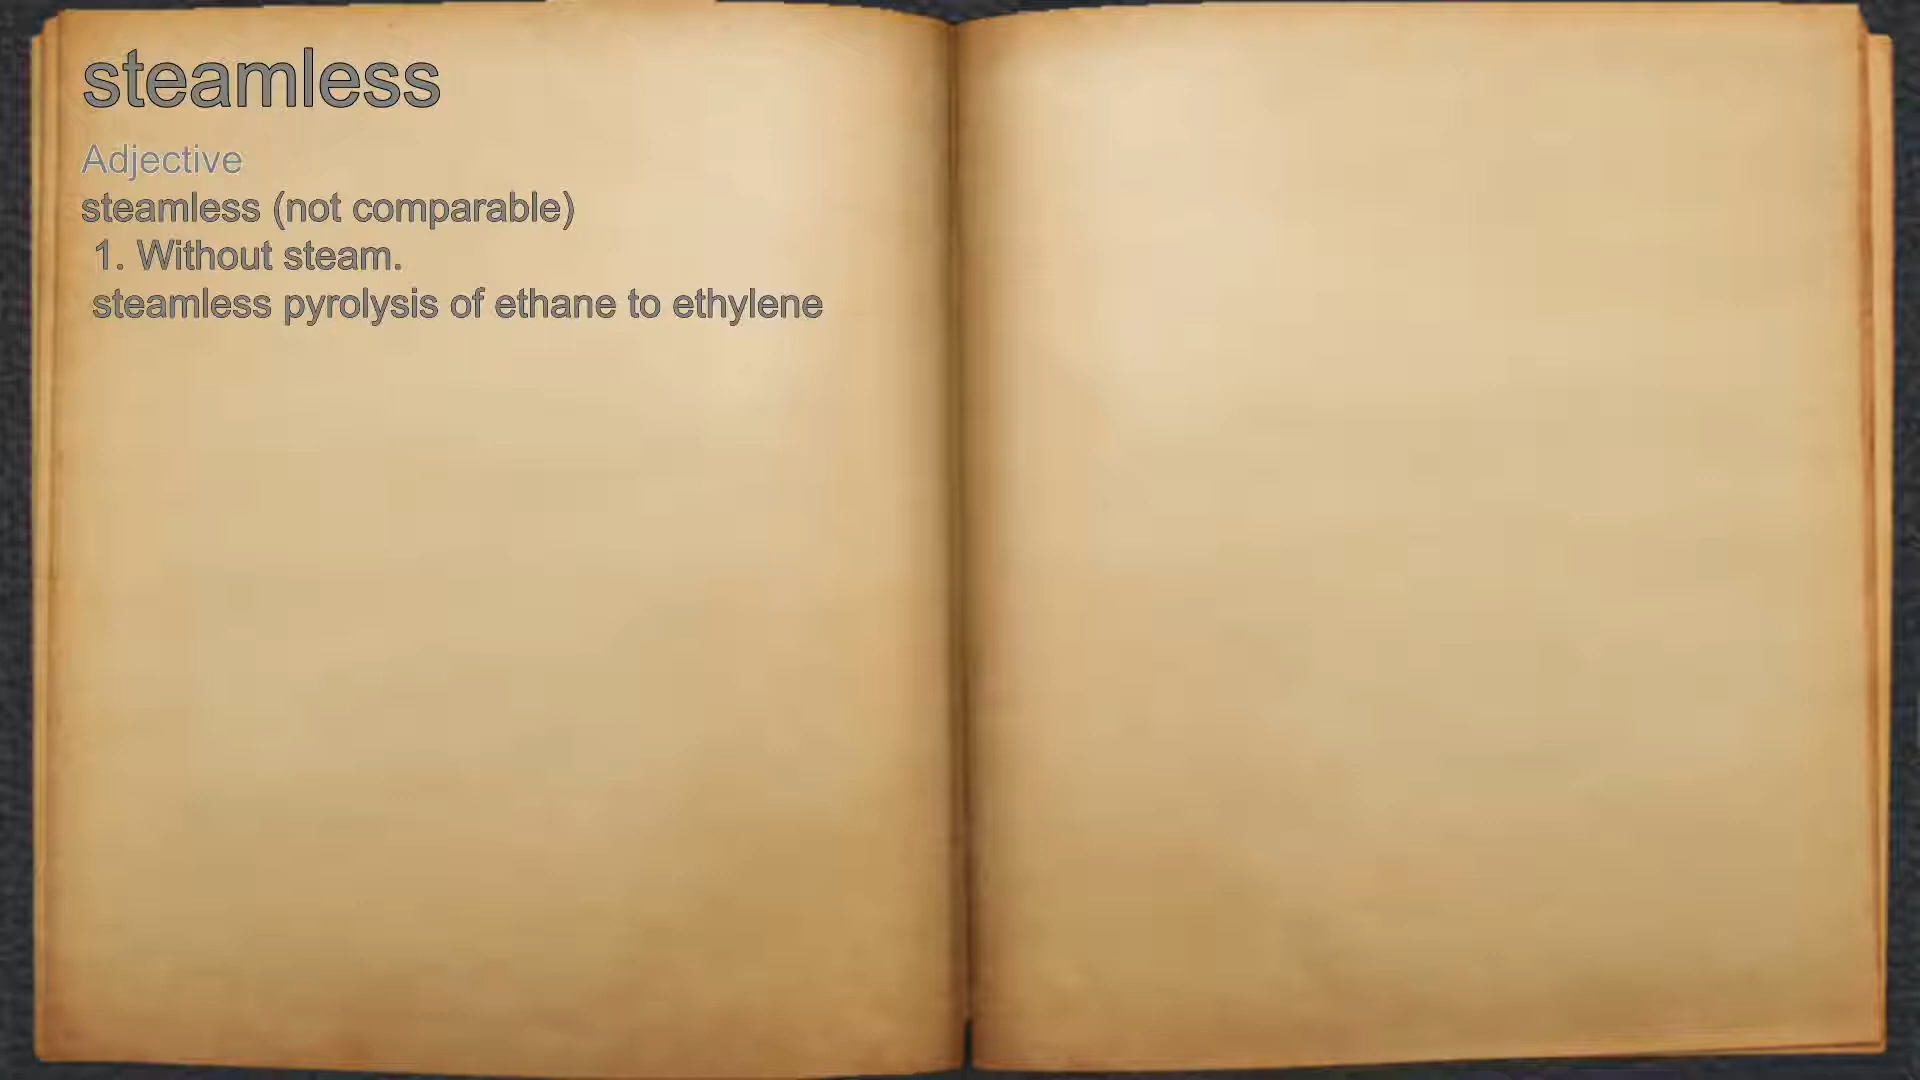 steamless
Adjective
steamless (not comparable)
1. Without steam.
steamless pyrolysis of ethane to ethylene